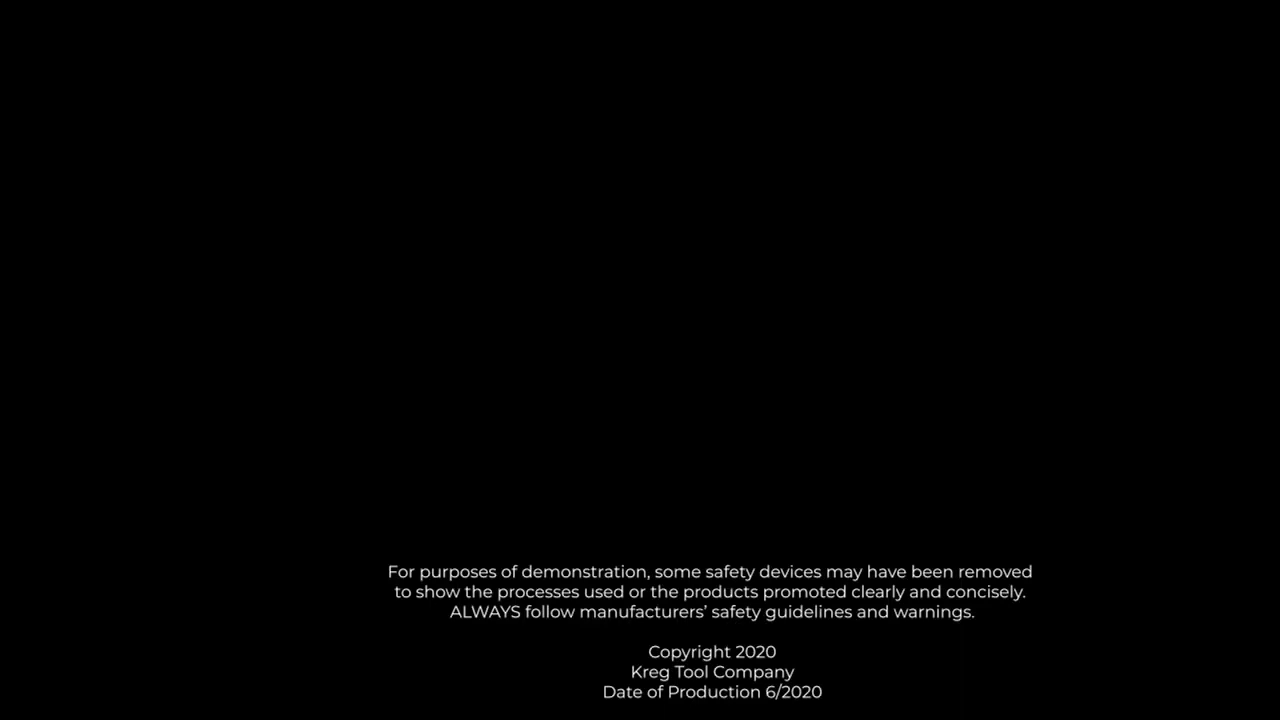 For purposes of demonstration, some safety devices may have been removed
to show the processes used or the products promoted clearly and concisely.
ALWAYS follow manufacturers’ safety guidelines and warnings.
Copyright 2020
Kreg Tool Company
Date of Production 6/2020